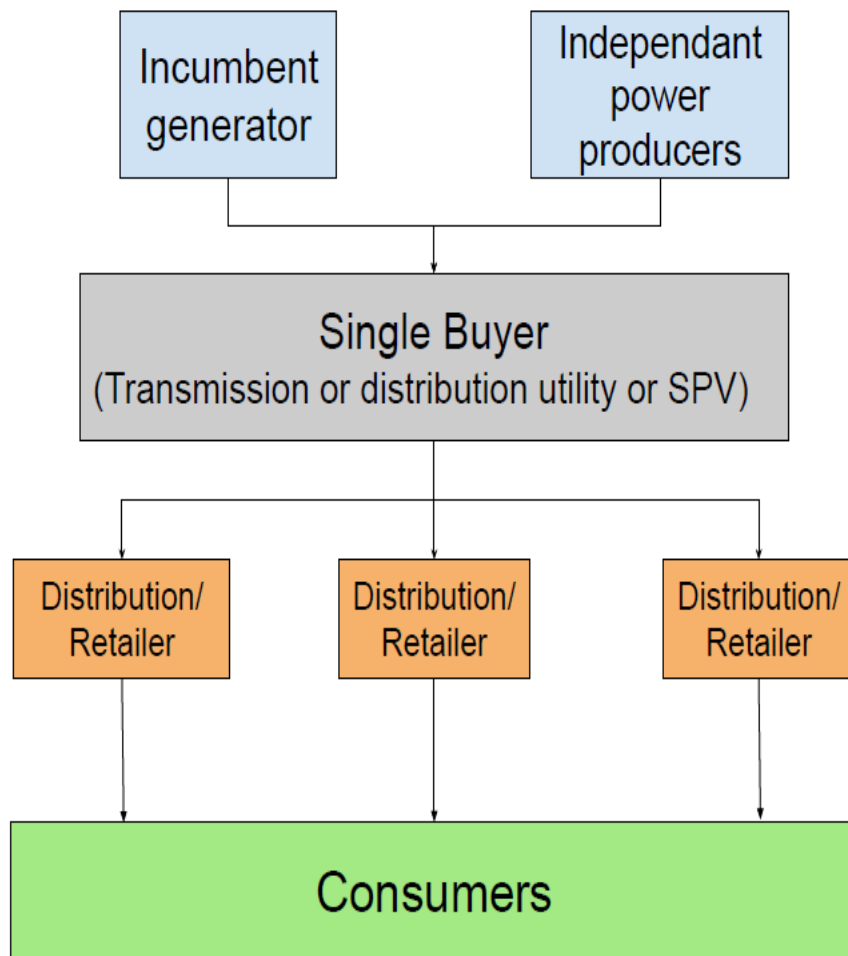 Incumbent
generator
Independant
power
producers
Single Buyer
(Transmission or distribution utility or SPV)
Distribution/
Retailer
Distribution/
Retailer
Distribution/
Retailer
Consumers